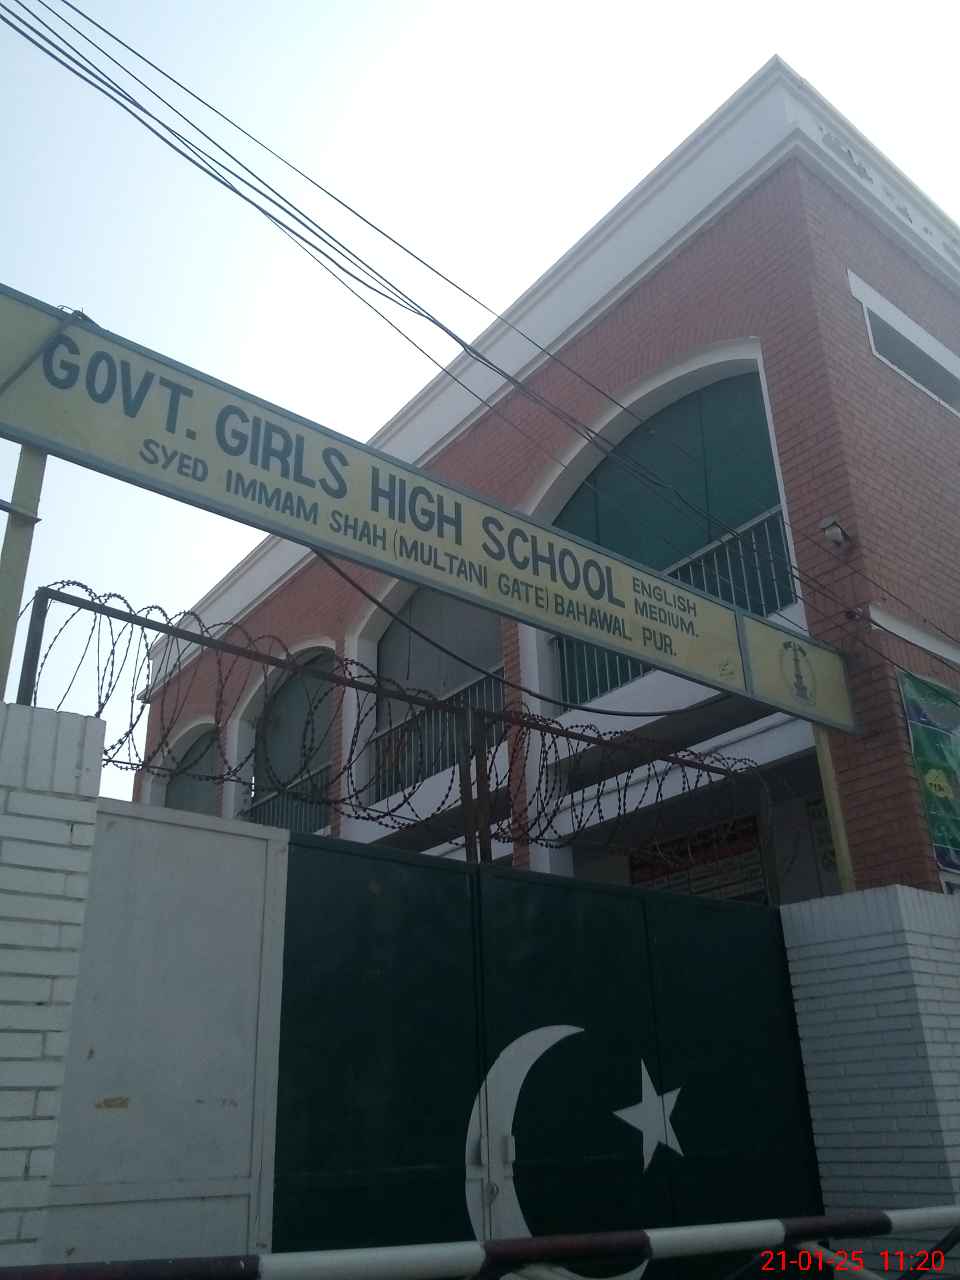 GOVT. GIRLS HIGH SCHOOL ENGLISH MEDIUM.
SYED IMMAM SHAH (MULTANI GATE) BAHAWAL PUR.
21-01-25 11:20